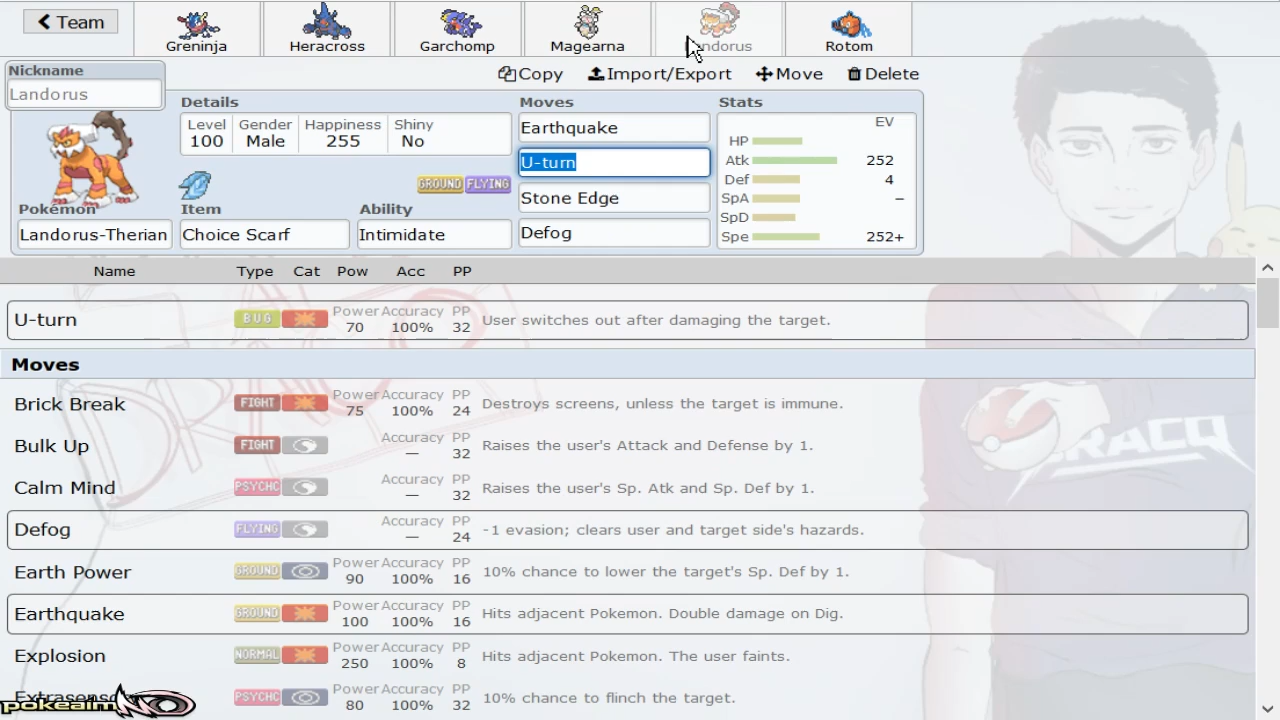 Team
Greninja
Heracross
Garchomp
Magearna
Rotom
Nickname
Landorus
Copy
Import/Export
Move
Delete
Details
Moves
Stats
Level
100
Gender
Male
Happiness
255
Shiny
No
Earthquake
U-turn
Stone Edge
Defog
EV
HP
Atk 252
Def 4
SpA –
SpD
Spe 252+
GROUND FLYING
Pokémon
Item
Ability
Landorus-Therian
Choice Scarf
Intimidate
Name Type Cat Pow Acc PP
U-turn BUG Power 70 Accuracy 100% PP 32 User switches out after damaging the target.
Moves
Brick Break FIGHT Power 75 Accuracy 100% PP 24 Destroys screens, unless the target is immune.
Bulk Up FIGHT Accuracy — PP 32 Raises the user's Attack and Defense by 1.
Calm Mind PSYCHC Accuracy — PP 32 Raises the user's Sp. Atk and Sp. Def by 1.
Defog FLYING Accuracy — PP 24 -1 evasion; clears user and target side's hazards.
Earth Power GROUND Power 90 Accuracy 100% PP 16 10% chance to lower the target's Sp. Def by 1.
Earthquake GROUND Power 100 Accuracy 100% PP 16 Hits adjacent Pokemon. Double damage on Dig.
Explosion NORMAL Power 250 Accuracy 100% PP 8 Hits adjacent Pokemon. The user faints.
Extrasensory PSYCHC Power 80 Accuracy 100% PP 32 10% chance to flinch the target.
pokeaim